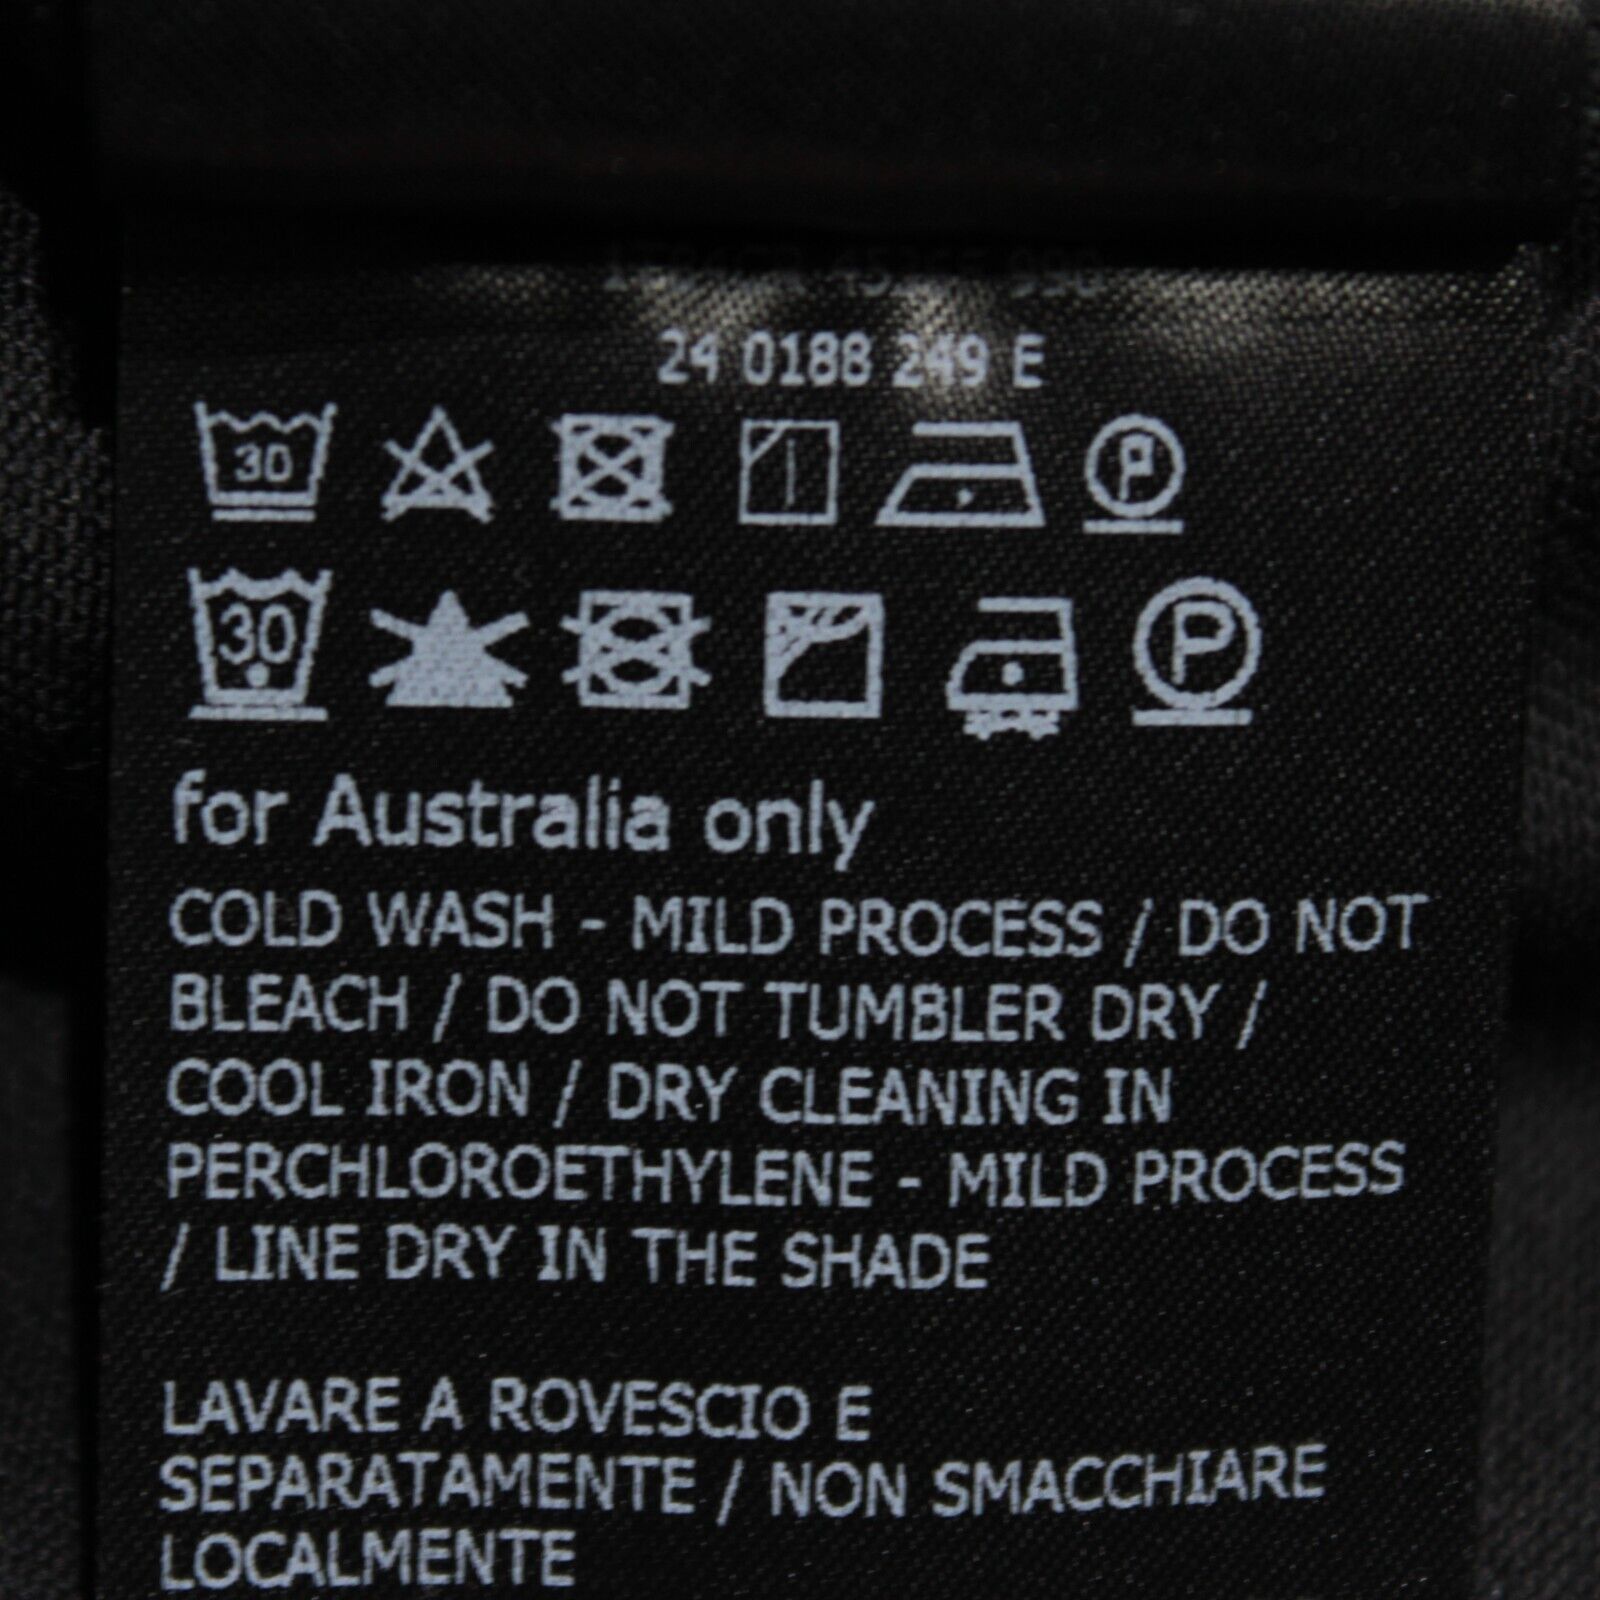 24 0188 249 E
30 P
30 P
for Australia only
COLD WASH - MILD PROCESS / DO NOT
BLEACH / DO NOT TUMBLER DRY /
COOL IRON / DRY CLEANING IN
PERCHLOROETHYLENE - MILD PROCESS
/ LINE DRY IN THE SHADE
LAVARE A ROVESCIO E
SEPARATAMENTE / NON SMACCHIARE
LOCALMENTE